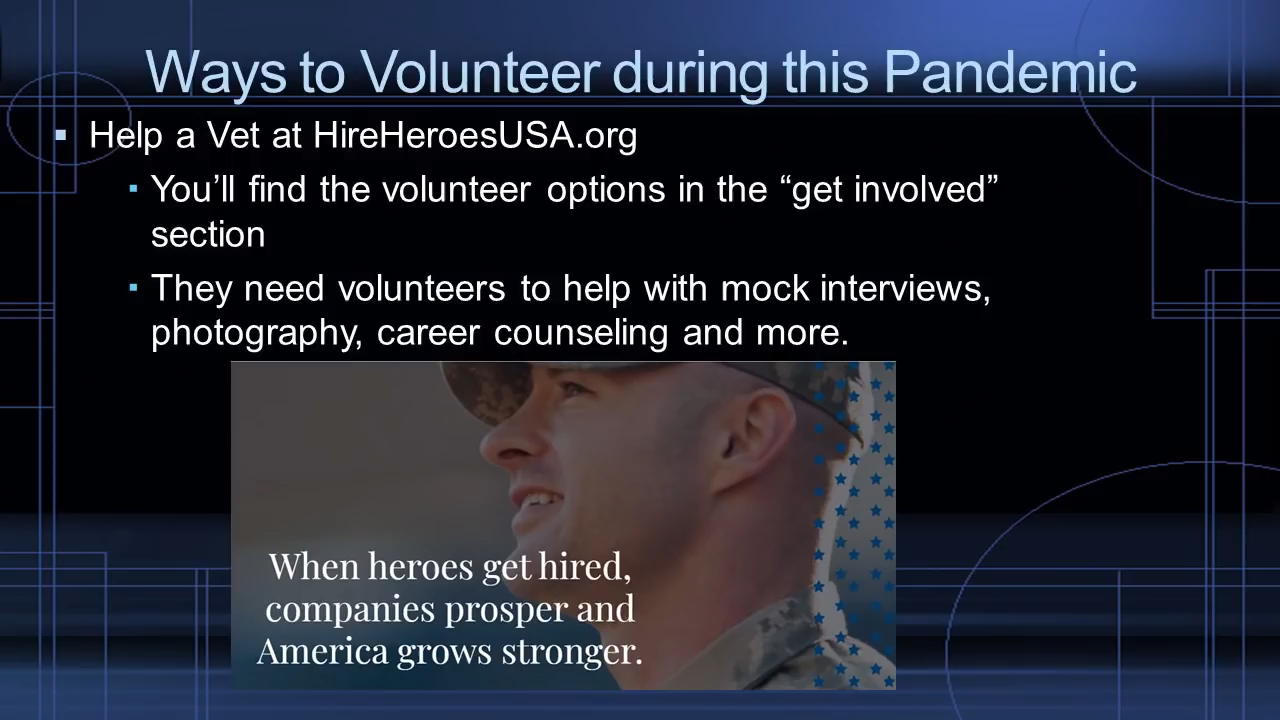 Ways to Volunteer during this Pandemic
Help a Vet at HireHeroesUSA.org
You’ll find the volunteer options in the “get involved”
section
They need volunteers to help with mock interviews,
photography, career counseling and more.
When heroes get hired,
companies prosper and
America grows stronger.